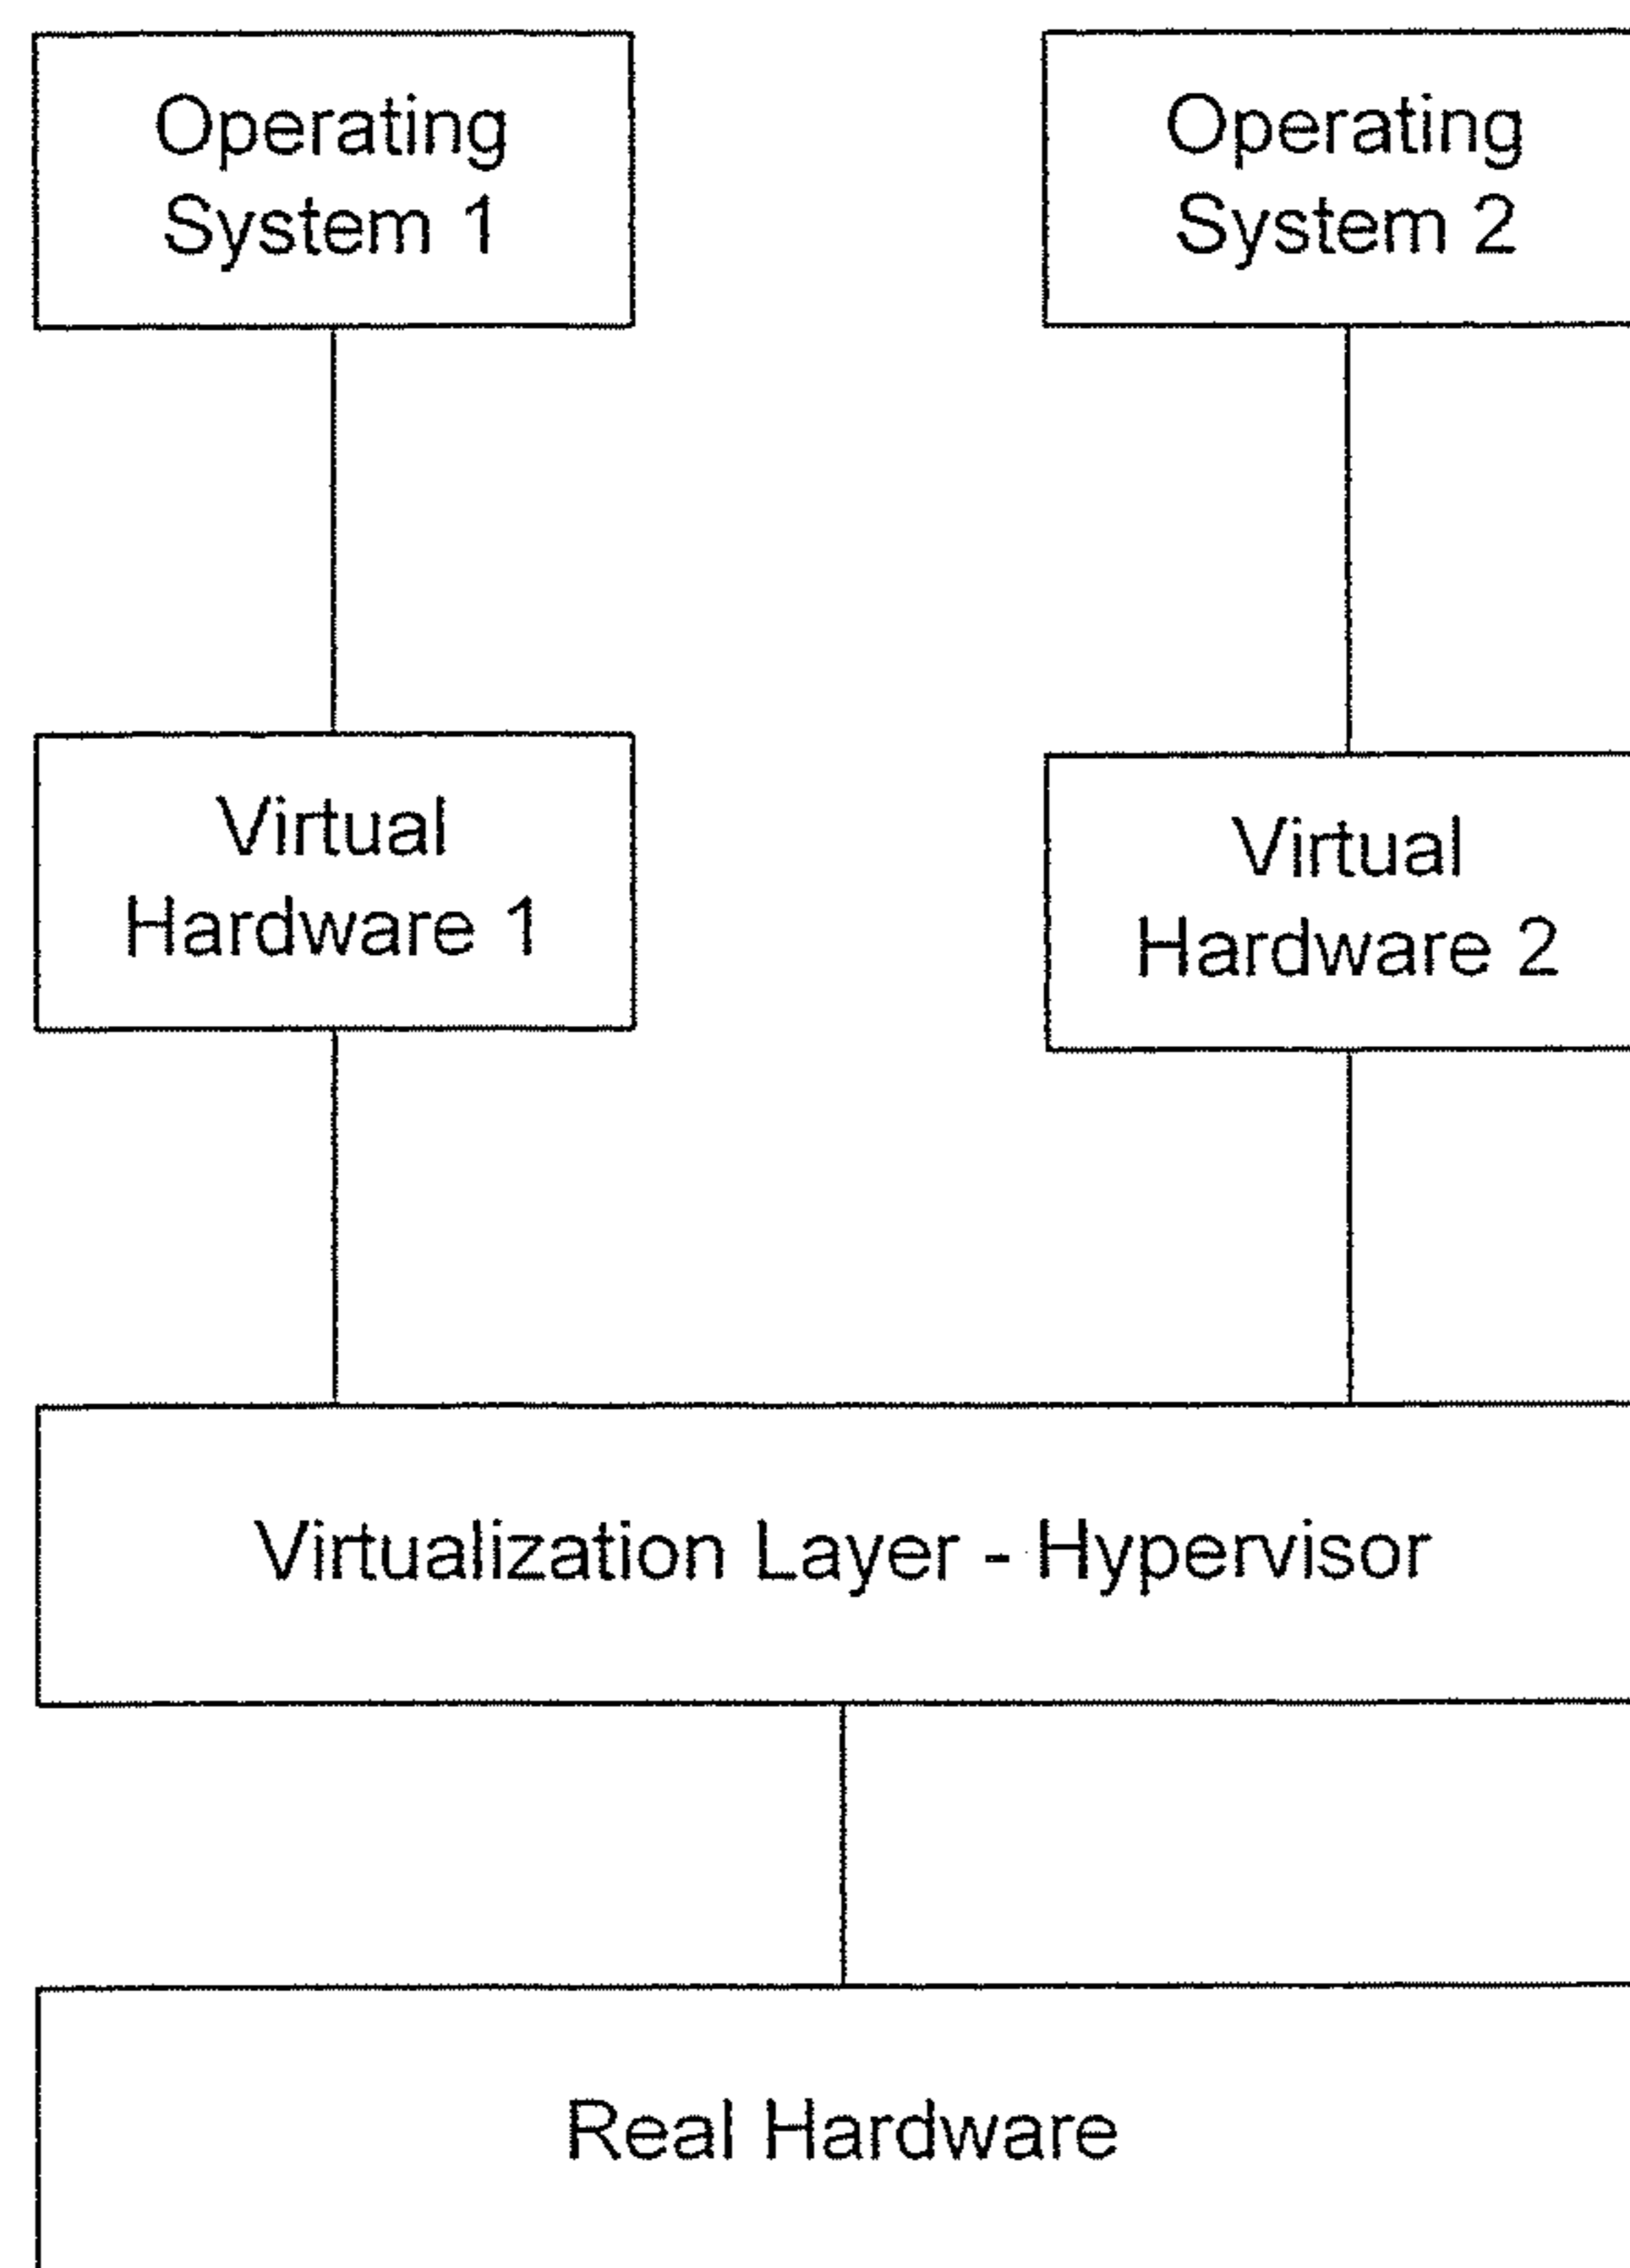 Operating
System 1
Operating
System 2
Virtual
Hardware 1
Virtual
Hardware 2
Virtualization Layer - Hypervisor
Real Hardware